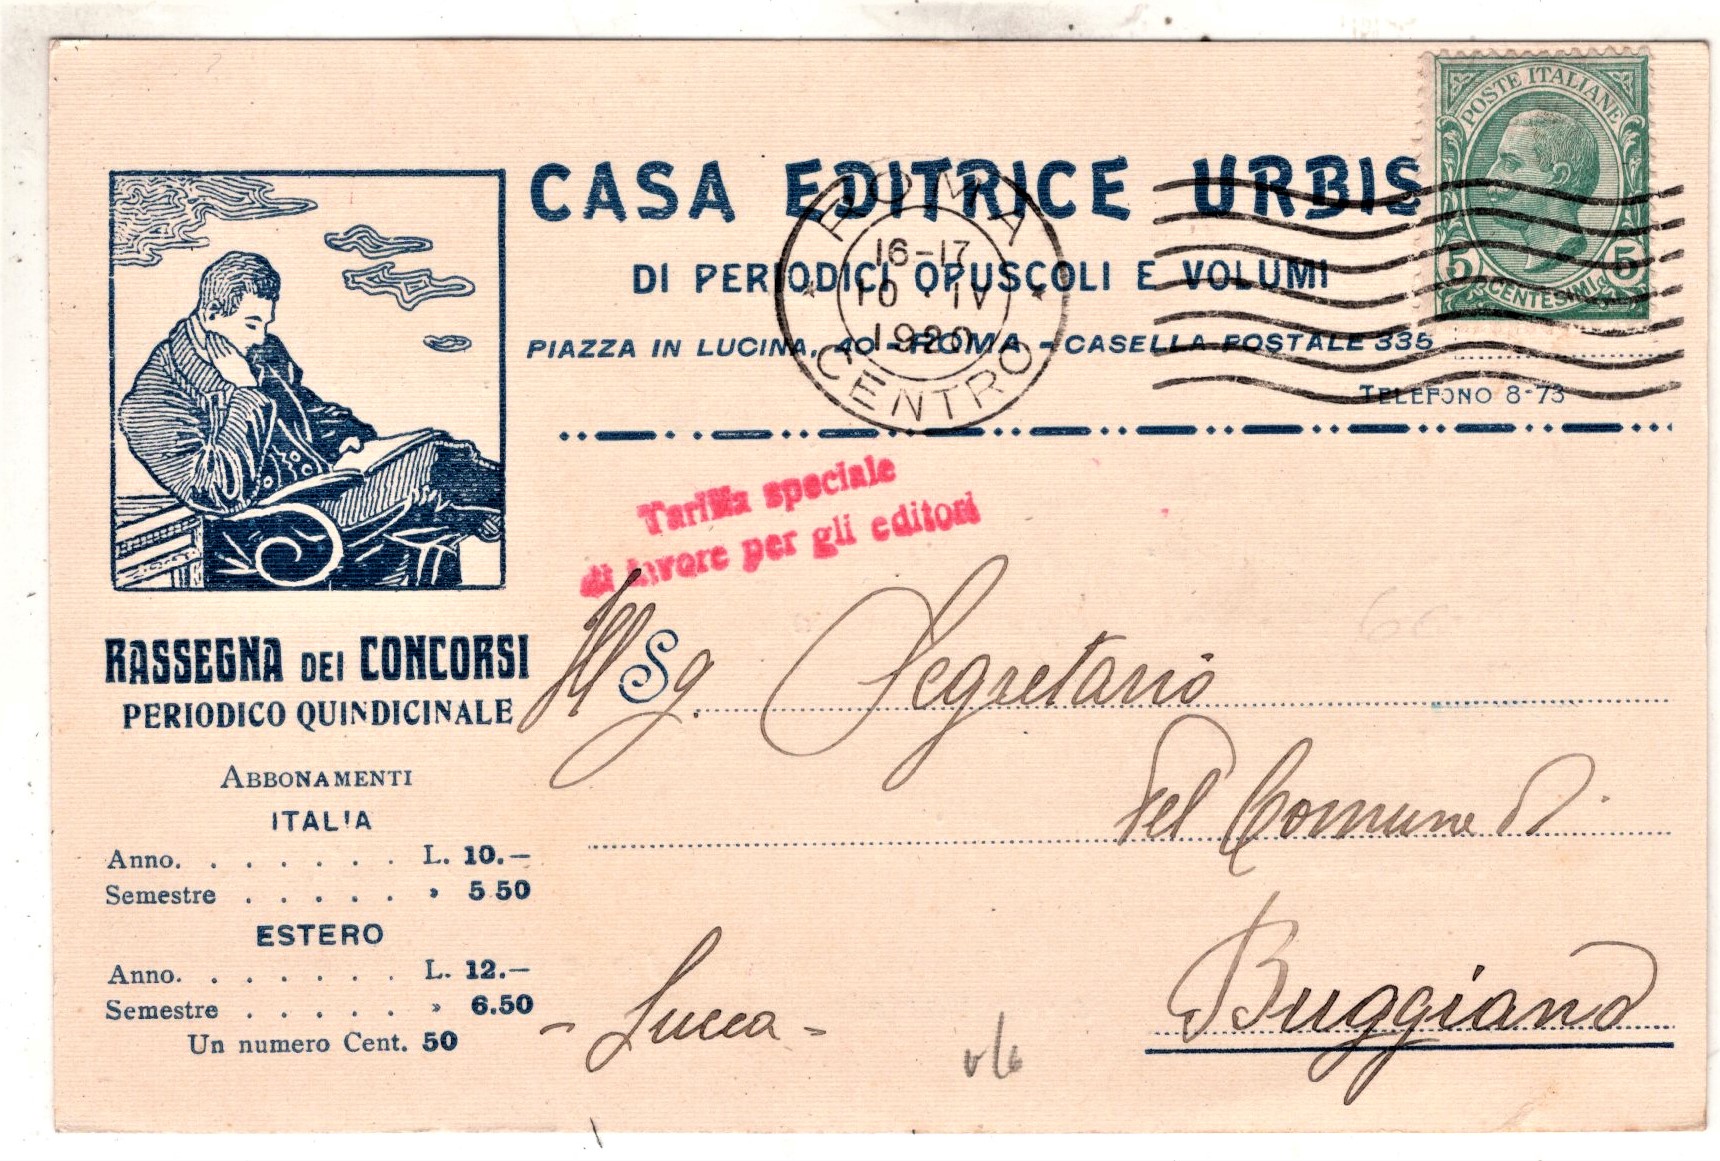 POSTE ITALIANE
5 5
CENTESIMI
CASA EDITRICE URBIS
DI PERIODICI OPUSCOLI E VOLUMI
PIAZZA IN LUCINA, 40 - ROMA - CASELLA POSTALE 335
TELEFONO 8-73
ROMA
16-17
10 · IV
1920
CENTRO
Tariffa speciale
di favore per gli editori
RASSEGNA DEI CONCORSI
PERIODICO QUINDICINALE
ABBONAMENTI
ITALIA
Anno. . . . . . . . L. 10.—
Semestre . . . . . » 5 50
ESTERO
Anno. . . . . . . . L. 12.—
Semestre . . . . . » 6.50
Un numero Cent. 50
Ill Sg. Segretario
Del Comune di
Buggiano
- Lucca -